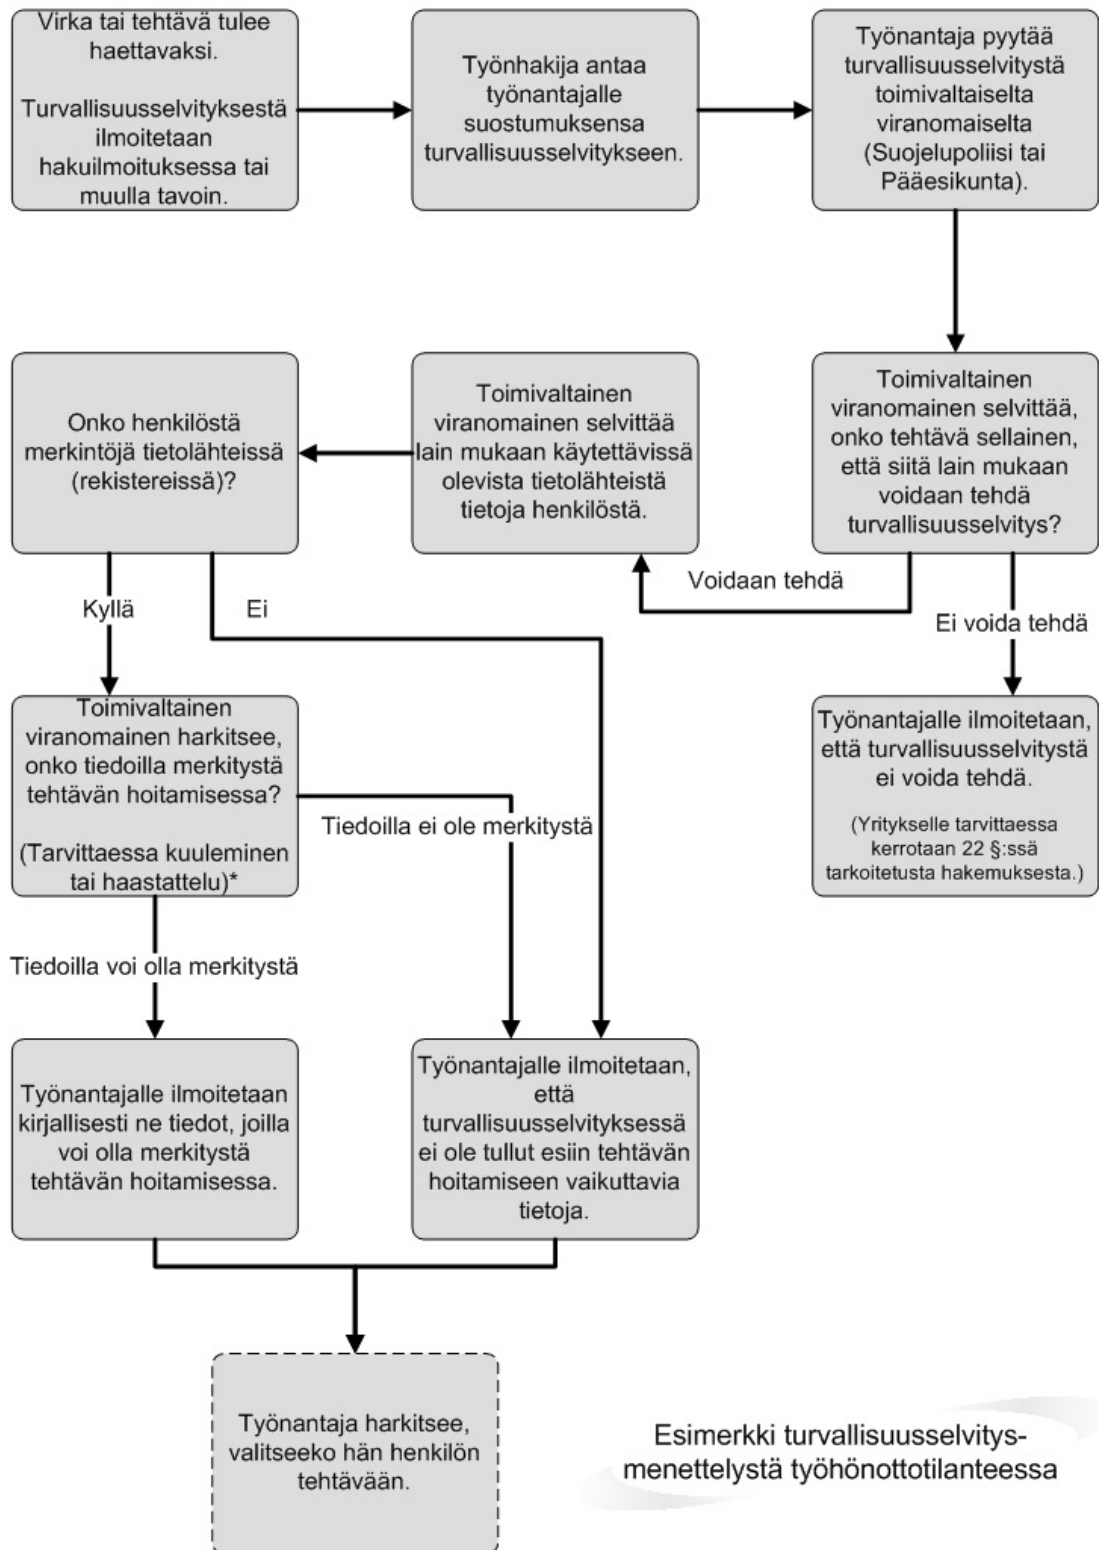 Virka tai tehtävä tulee
haettavaksi.
Turvallisuusselvityksestä
ilmoitetaan
hakuilmoituksessa tai
muulla tavoin.
Työnhakija antaa
työnantajalle
suostumuksensa
turvallisuusselvitykseen.
Työnantaja pyytää
turvallisuusselvitystä
toimivaltaiselta
viranomaiselta
(Suojelupoliisi tai
Pääesikunta).
Toimivaltainen
viranomainen selvittää,
onko tehtävä sellainen,
että siitä lain mukaan
voidaan tehdä
turvallisuusselvitys?
Voidaan tehdä
Ei voida tehdä
Työnantajalle ilmoitetaan,
että turvallisuusselvitystä
ei voida tehdä.
(Yritykselle tarvittaessa
kerrotaan 22 §:ssä
tarkoitetusta hakemuksesta.)
Toimivaltainen
viranomainen selvittää
lain mukaan käytettävissä
olevista tietolähteistä
tietoja henkilöstä.
Onko henkilöstä
merkintöjä tietolähteissä
(rekistereissä)?
Kyllä
Ei
Toimivaltainen
viranomainen harkitsee,
onko tiedoilla merkitystä
tehtävän hoitamisessa?
(Tarvittaessa kuuleminen
tai haastattelu)*
Tiedoilla ei ole merkitystä
Tiedoilla voi olla merkitystä
Työnantajalle ilmoitetaan
kirjallisesti ne tiedot, joilla
voi olla merkitystä
tehtävän hoitamisessa.
Työnantajalle ilmoitetaan,
että
turvallisuusselvityksessä
ei ole tullut esiin tehtävän
hoitamiseen vaikuttavia
tietoja.
Työnantaja harkitsee,
valitseeko hän henkilön
tehtävään.
Esimerkki turvallisuusselvitys-
menettelystä työhönottotilanteessa